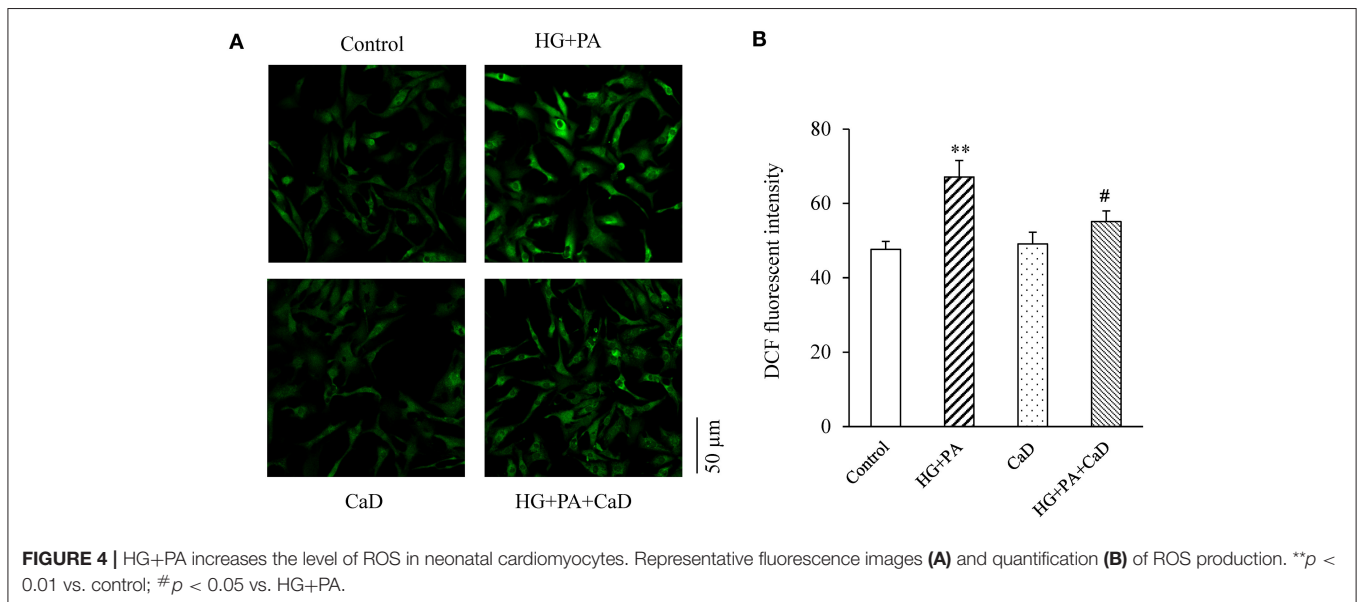 A
Control
HG+PA
CaD
HG+PA+CaD
50 µm
B
DCF fluorescent intensity
80
60
40
20
0
**
#
Control
HG+PA
CaD
HG+PA+CaD
FIGURE 4 | HG+PA increases the level of ROS in neonatal cardiomyocytes. Representative fluorescence images (A) and quantification (B) of ROS production. **p <
0.01 vs. control; #p < 0.05 vs. HG+PA.